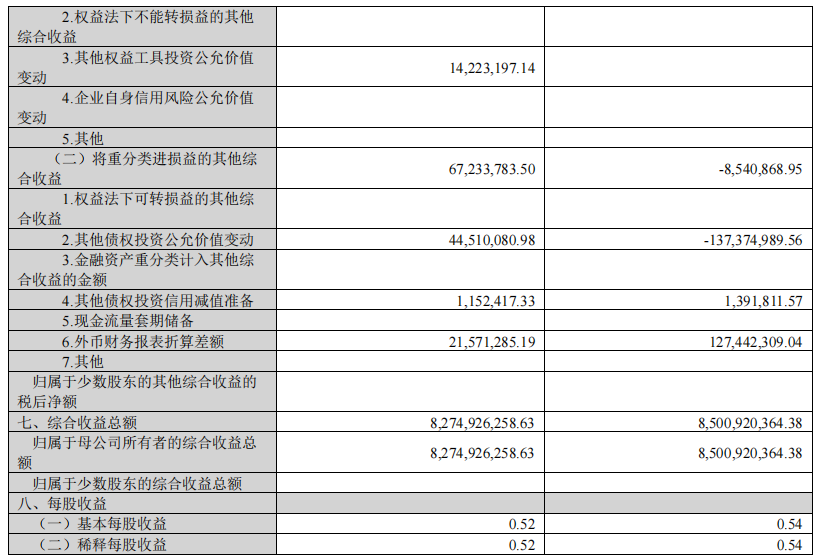 2.权益法下不能转损益的其他
综合收益
3.其他权益工具投资公允价值
变动
14,223,197.14
4.企业自身信用风险公允价值
变动
5.其他
（二）将重分类进损益的其他综
合收益
67,233,783.50 -8,540,868.95
1.权益法下可转损益的其他综
合收益
2.其他债权投资公允价值变动 44,510,080.98 -137,374,989.56
3.金融资产重分类计入其他综
合收益的金额
4.其他债权投资信用减值准备 1,152,417.33 1,391,811.57
5.现金流量套期储备
6.外币财务报表折算差额 21,571,285.19 127,442,309.04
7.其他
归属于少数股东的其他综合收益的
税后净额
七、综合收益总额 8,274,926,258.63 8,500,920,364.38
归属于母公司所有者的综合收益总
额
8,274,926,258.63 8,500,920,364.38
归属于少数股东的综合收益总额
八、每股收益
（一）基本每股收益 0.52 0.54
（二）稀释每股收益 0.52 0.54